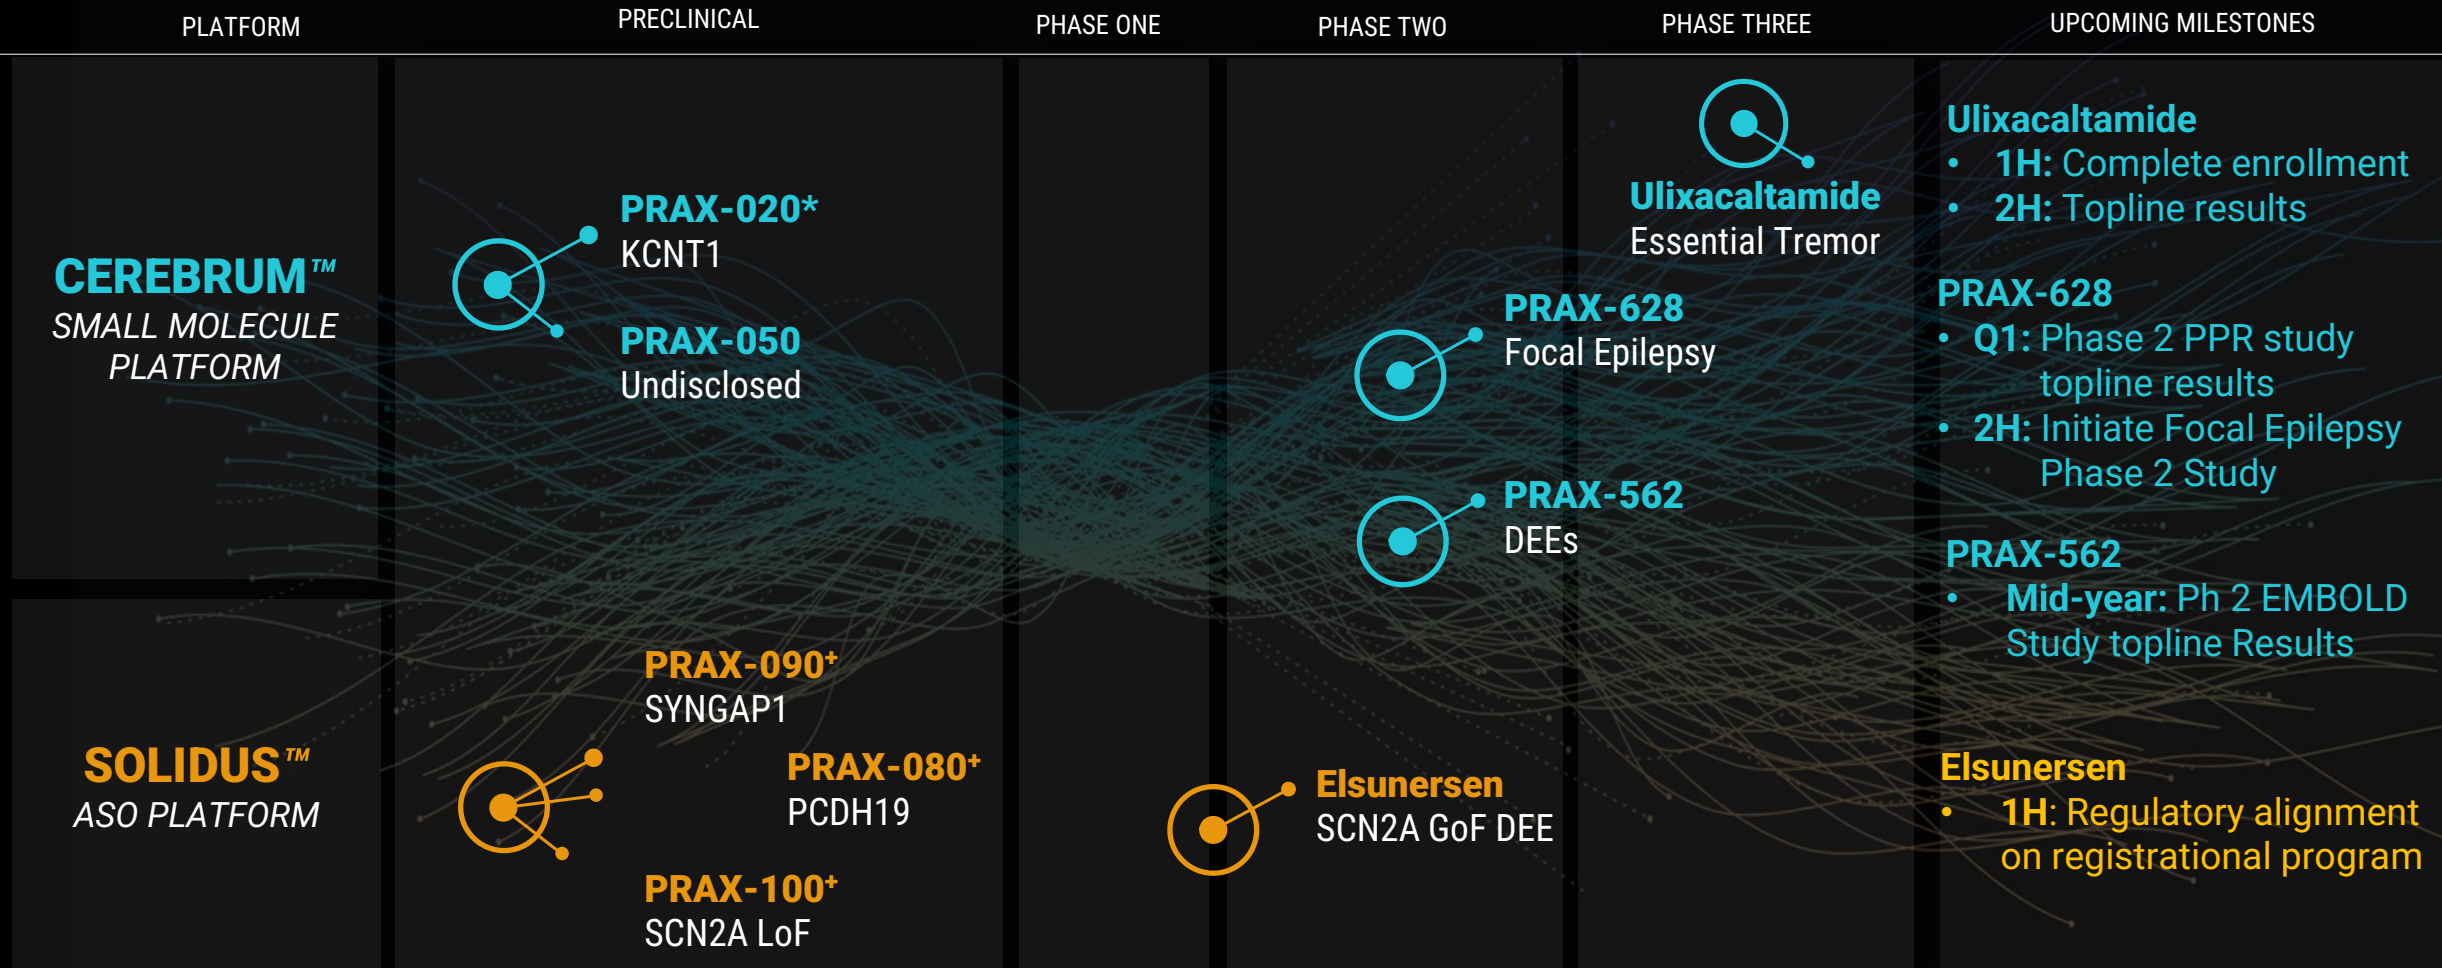 PLATFORM
PRECLINICAL
PHASE ONE
PHASE TWO
PHASE THREE
UPCOMING MILESTONES
CEREBRUM™
SMALL MOLECULE
PLATFORM
PRAX-020*
KCNT1
PRAX-050
Undisclosed
PRAX-628
Focal Epilepsy
PRAX-562
DEEs
Ulixacaltamide
Essential Tremor
Ulixacaltamide
• 1H: Complete enrollment
• 2H: Topline results
PRAX-628
• Q1: Phase 2 PPR study
topline results
• 2H: Initiate Focal Epilepsy
Phase 2 Study
PRAX-562
• Mid-year: Ph 2 EMBOLD
Study topline Results
SOLIDUS™
ASO PLATFORM
PRAX-090+
SYNGAP1
PRAX-080+
PCDH19
PRAX-100+
SCN2A LoF
Elsunersen
SCN2A GoF DEE
Elsunersen
• 1H: Regulatory alignment
on registrational program